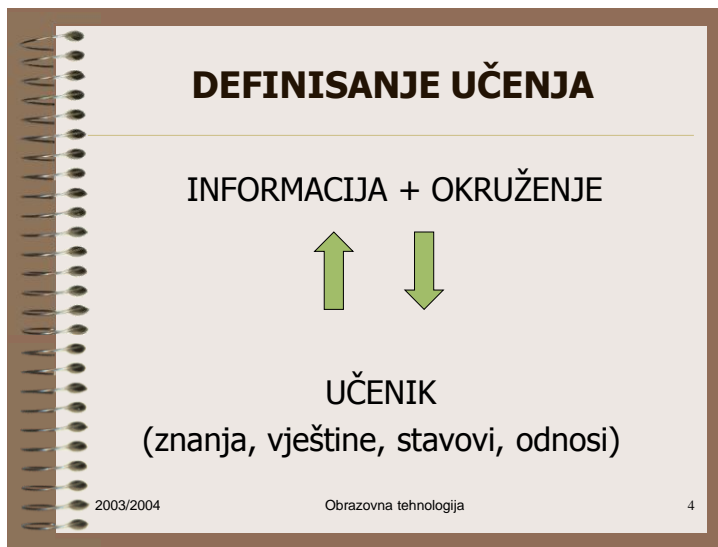 DEFINISANJE UČENJA
INFORMACIJA + OKRUŽENJE
UČENIK
(znanja, vještine, stavovi, odnosi)
2003/2004 Obrazovna tehnologija 4